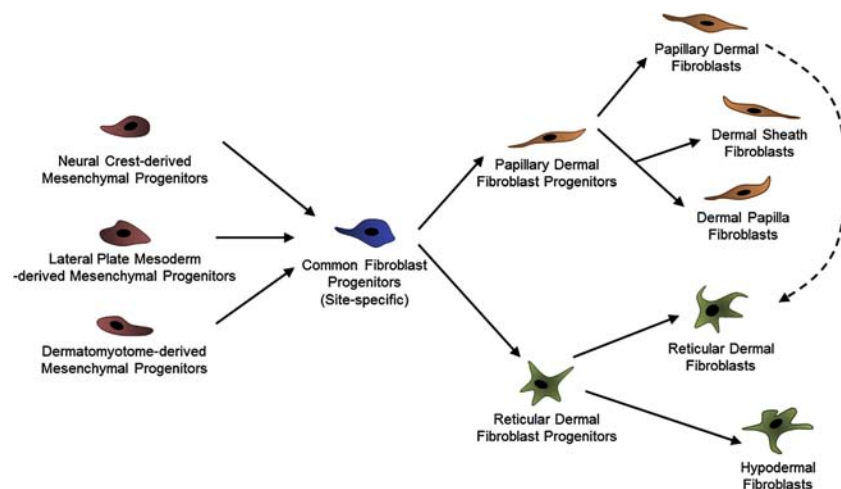 Neural Crest-derived
Mesenchymal Progenitors
Lateral Plate Mesoderm
-derived Mesenchymal Progenitors
Dermatomyotome-derived
Mesenchymal Progenitors
Common Fibroblast
Progenitors
(Site-specific)
Papillary Dermal
Fibroblast Progenitors
Reticular Dermal
Fibroblast Progenitors
Papillary Dermal
Fibroblasts
Dermal Sheath
Fibroblasts
Dermal Papilla
Fibroblasts
Reticular Dermal
Fibroblasts
Hypodermal
Fibroblasts